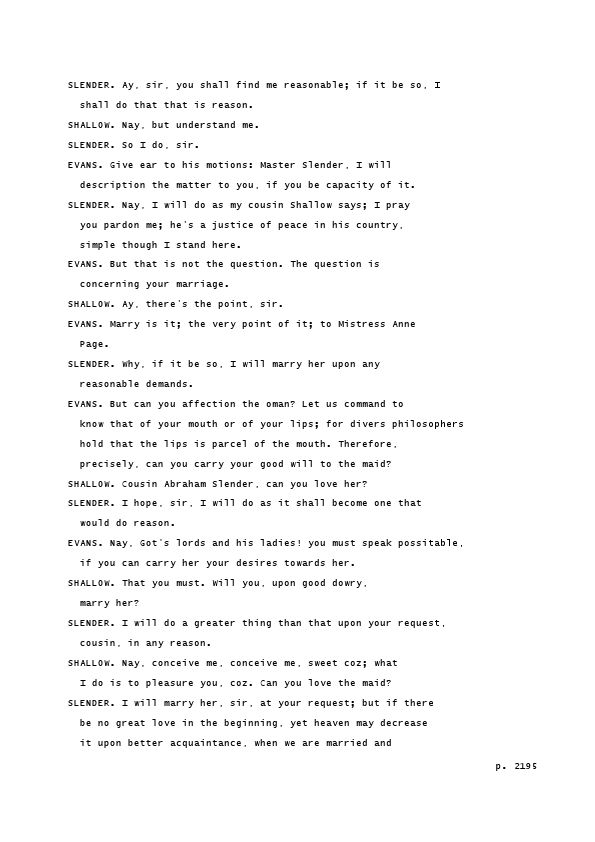 SLENDER. Ay, sir, you shall find me reasonable; if it be so, I
shall do that that is reason.
SHALLOW. Nay, but understand me.
SLENDER. So I do, sir.
EVANS. Give ear to his motions: Master Slender, I will
description the matter to you, if you be capacity of it.
SLENDER. Nay, I will do as my cousin Shallow says; I pray
you pardon me; he's a justice of peace in his country,
simple though I stand here.
EVANS. But that is not the question. The question is
concerning your marriage.
SHALLOW. Ay, there's the point, sir.
EVANS. Marry is it; the very point of it; to Mistress Anne
Page.
SLENDER. Why, if it be so, I will marry her upon any
reasonable demands.
EVANS. But can you affection the oman? Let us command to
know that of your mouth or of your lips; for divers philosophers
hold that the lips is parcel of the mouth. Therefore,
precisely, can you carry your good will to the maid?
SHALLOW. Cousin Abraham Slender, can you love her?
SLENDER. I hope, sir, I will do as it shall become one that
would do reason.
EVANS. Nay, Got's lords and his ladies! you must speak possitable,
if you can carry her your desires towards her.
SHALLOW. That you must. Will you, upon good dowry,
marry her?
SLENDER. I will do a greater thing than that upon your request,
cousin, in any reason.
SHALLOW. Nay, conceive me, conceive me, sweet coz; what
I do is to pleasure you, coz. Can you love the maid?
SLENDER. I will marry her, sir, at your request; but if there
be no great love in the beginning, yet heaven may decrease
it upon better acquaintance, when we are married and
p. 2195